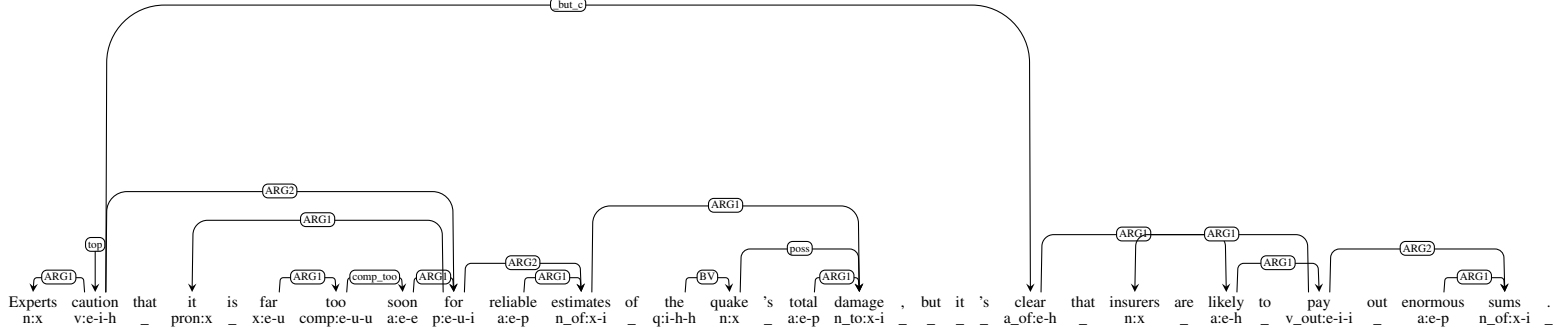 _but_c
ARG2
ARG1 ARG1
top
ARG1 ARG1 ARG2 poss ARG1 ARG1 ARG2
ARG1 ARG1 comp_too ARG1 ARG1 BV ARG1 ARG1
Experts caution that it is far too soon for reliable estimates of the quake 's total damage , but it 's clear that insurers are likely to pay out enormous sums .
n:x v:e-i-h _ pron:x _ x:e-u comp:e-u-u a:e-e p:e-u-i a:e-p n_of:x-i _ q:i-h-h n:x _ a:e-p n_to:x-i _ _ _ _ a_of:e-h _ n:x _ a:e-h _ v_out:e-i-i _ a:e-p n_of:x-i _